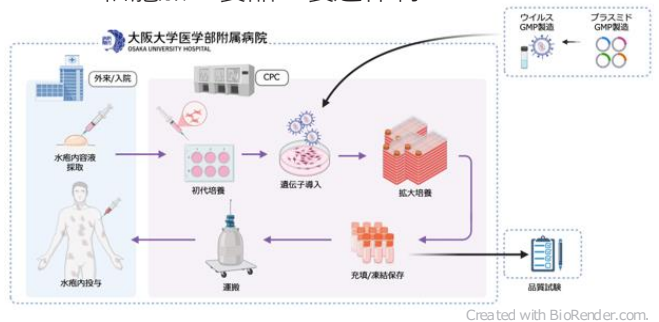 大阪大学医学部附属病院
OSAKA UNIVERSITY HOSPITAL
ウイルス
GMP製造
プラスミド
GMP製造
外来/入院
CPC
水疱内容液
採取
初代培養
遺伝子導入
拡大培養
水疱内投与
運搬
充填/凍結保存
品質試験
Created with BioRender.com.